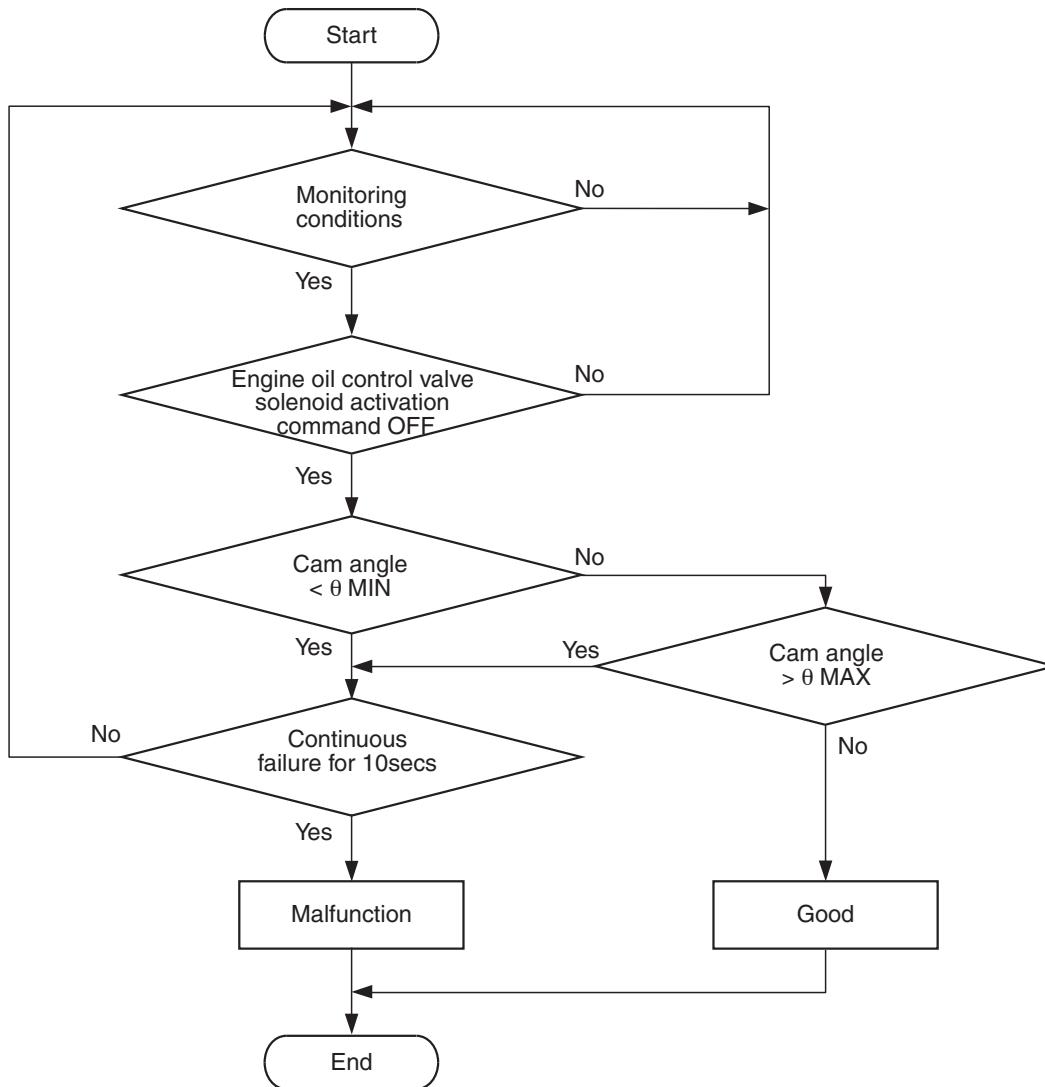 Start
Monitoring
conditions
No
Yes
Engine oil control valve
solenoid activation
command OFF
No
Yes
Cam angle
< θ MIN
No
Yes
Cam angle
> θ MAX
Yes
No
Continuous
failure for 10secs
No
Yes
Malfunction
Good
End